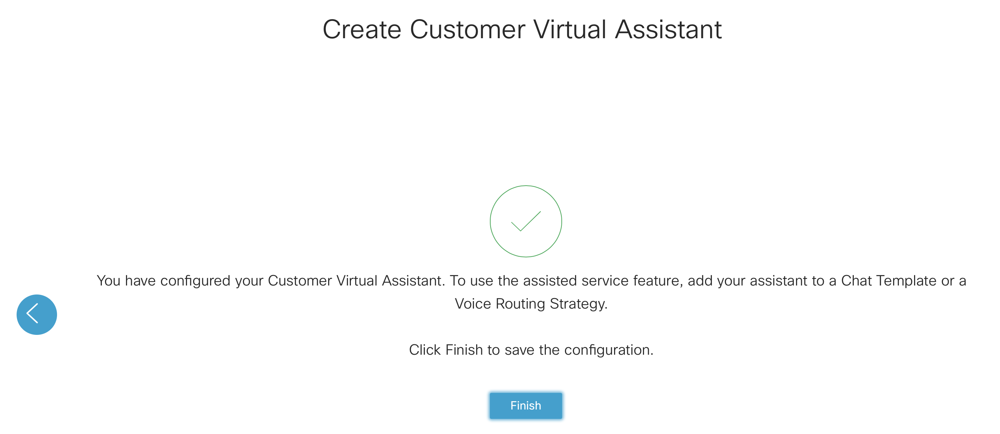 Create Customer Virtual Assistant
You have configured your Customer Virtual Assistant. To use the assisted service feature, add your assistant to a Chat Template or a
Voice Routing Strategy.
Click Finish to save the configuration.
Finish